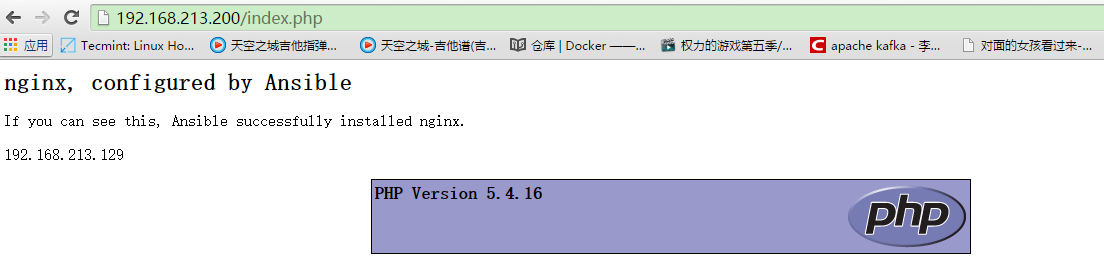 192.168.213.200/index.php
应用 Tecmint: Linux Ho... 天空之城吉他指弹... 天空之城-吉他谱(吉... 仓库 | Docker ——... 权力的游戏第五季/... apache kafka - 李... 对面的女孩看过来-...
nginx, configured by Ansible
If you can see this, Ansible successfully installed nginx.
192.168.213.129
PHP Version 5.4.16
php